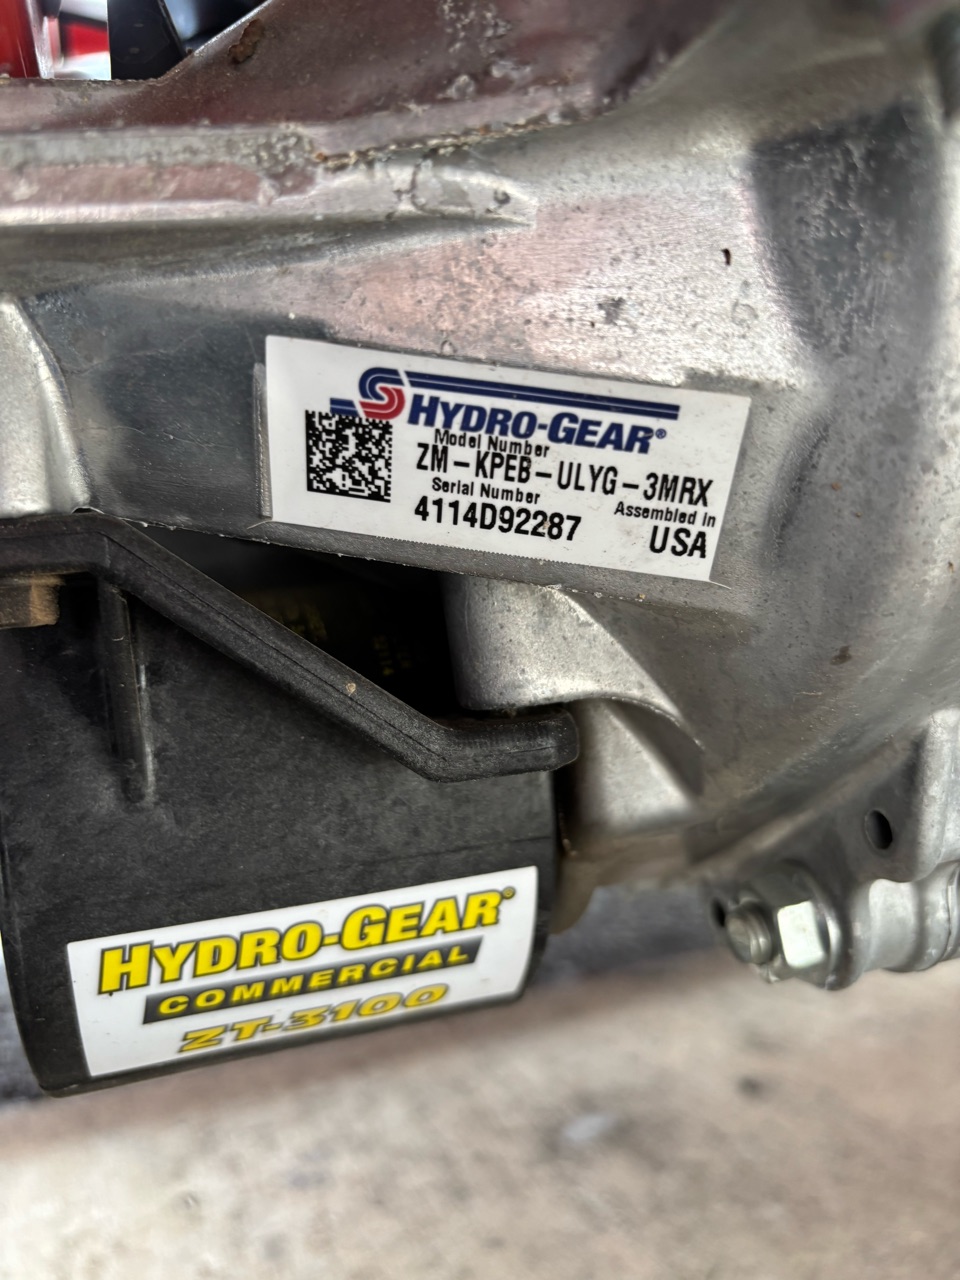 HYDRO-GEAR®
Model Number
ZM-KPEB-ULYG-3MRX
Serial Number
4114D92287
Assembled in
USA
HYDRO-GEAR®
COMMERCIAL
ZT-3100